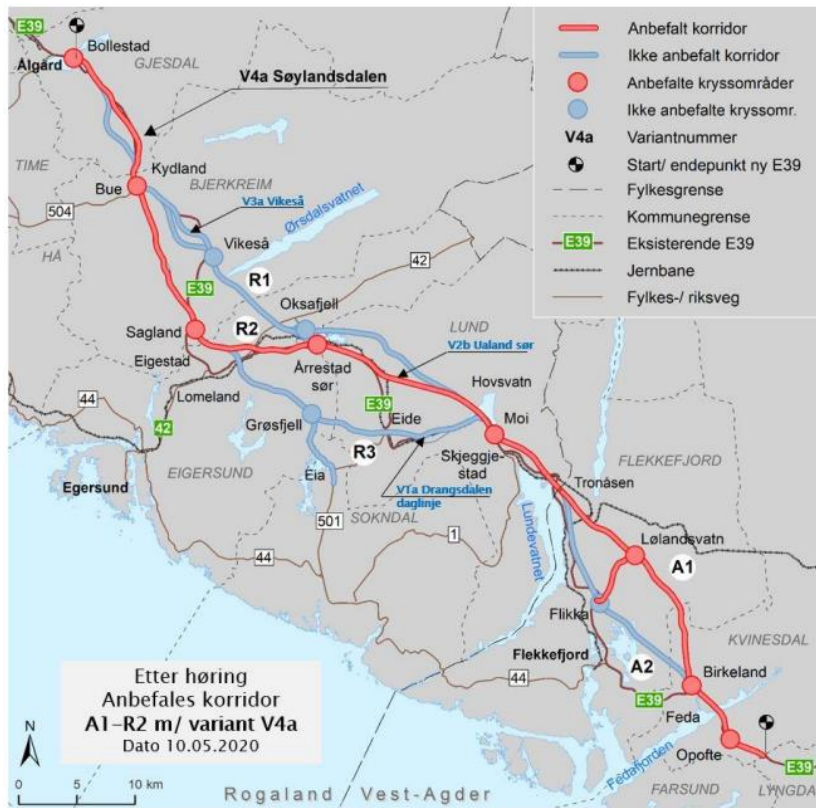 E39
Bollestad
Ålgård
GJESDAL
V4a Søylandsdalen
TIME
Kydland
Bue
BJERKREIM
504
V3a Vikeså
Ørsdalsvatnet
HÅ
Vikeså
42
E39
R1
Oksafjell
Sagland
R2
LUND
Eigestad
V2b Ualand sør
Årrestad
sør
Hovsvatn
Lomeland
44
E39
Eide
Moi
Grøsfjell
42
R3
Skjeggje-
stad
FLEKKEFJORD
EIGERSUND
Egersund
Eia
V1a Drangsdalen
daglinje
Tronåsen
501
SOKNDAL
Lundevatnet
1
Lølandsvatn
A1
44
Flikka
KVINESDAL
Flekkefjord
A2
Birkeland
44
E39
Feda
Opofte
Fedafjorden
E39
FARSUND
LYNGDA
Anbefalt korridor
Ikke anbefalt korridor
Anbefalte kryssområder
Ikke anbefalte kryssomr.
V4a Variantnummer
Start/ endepunkt ny E39
Fylkesgrense
Kommunegrense
E39 Eksisterende E39
Jernbane
Fylkes-/ riksveg
Etter høring
Anbefales korridor
A1-R2 m/ variant V4a
Dato 10.05.2020
N
0 5 10 km
Rogaland Vest-Agder